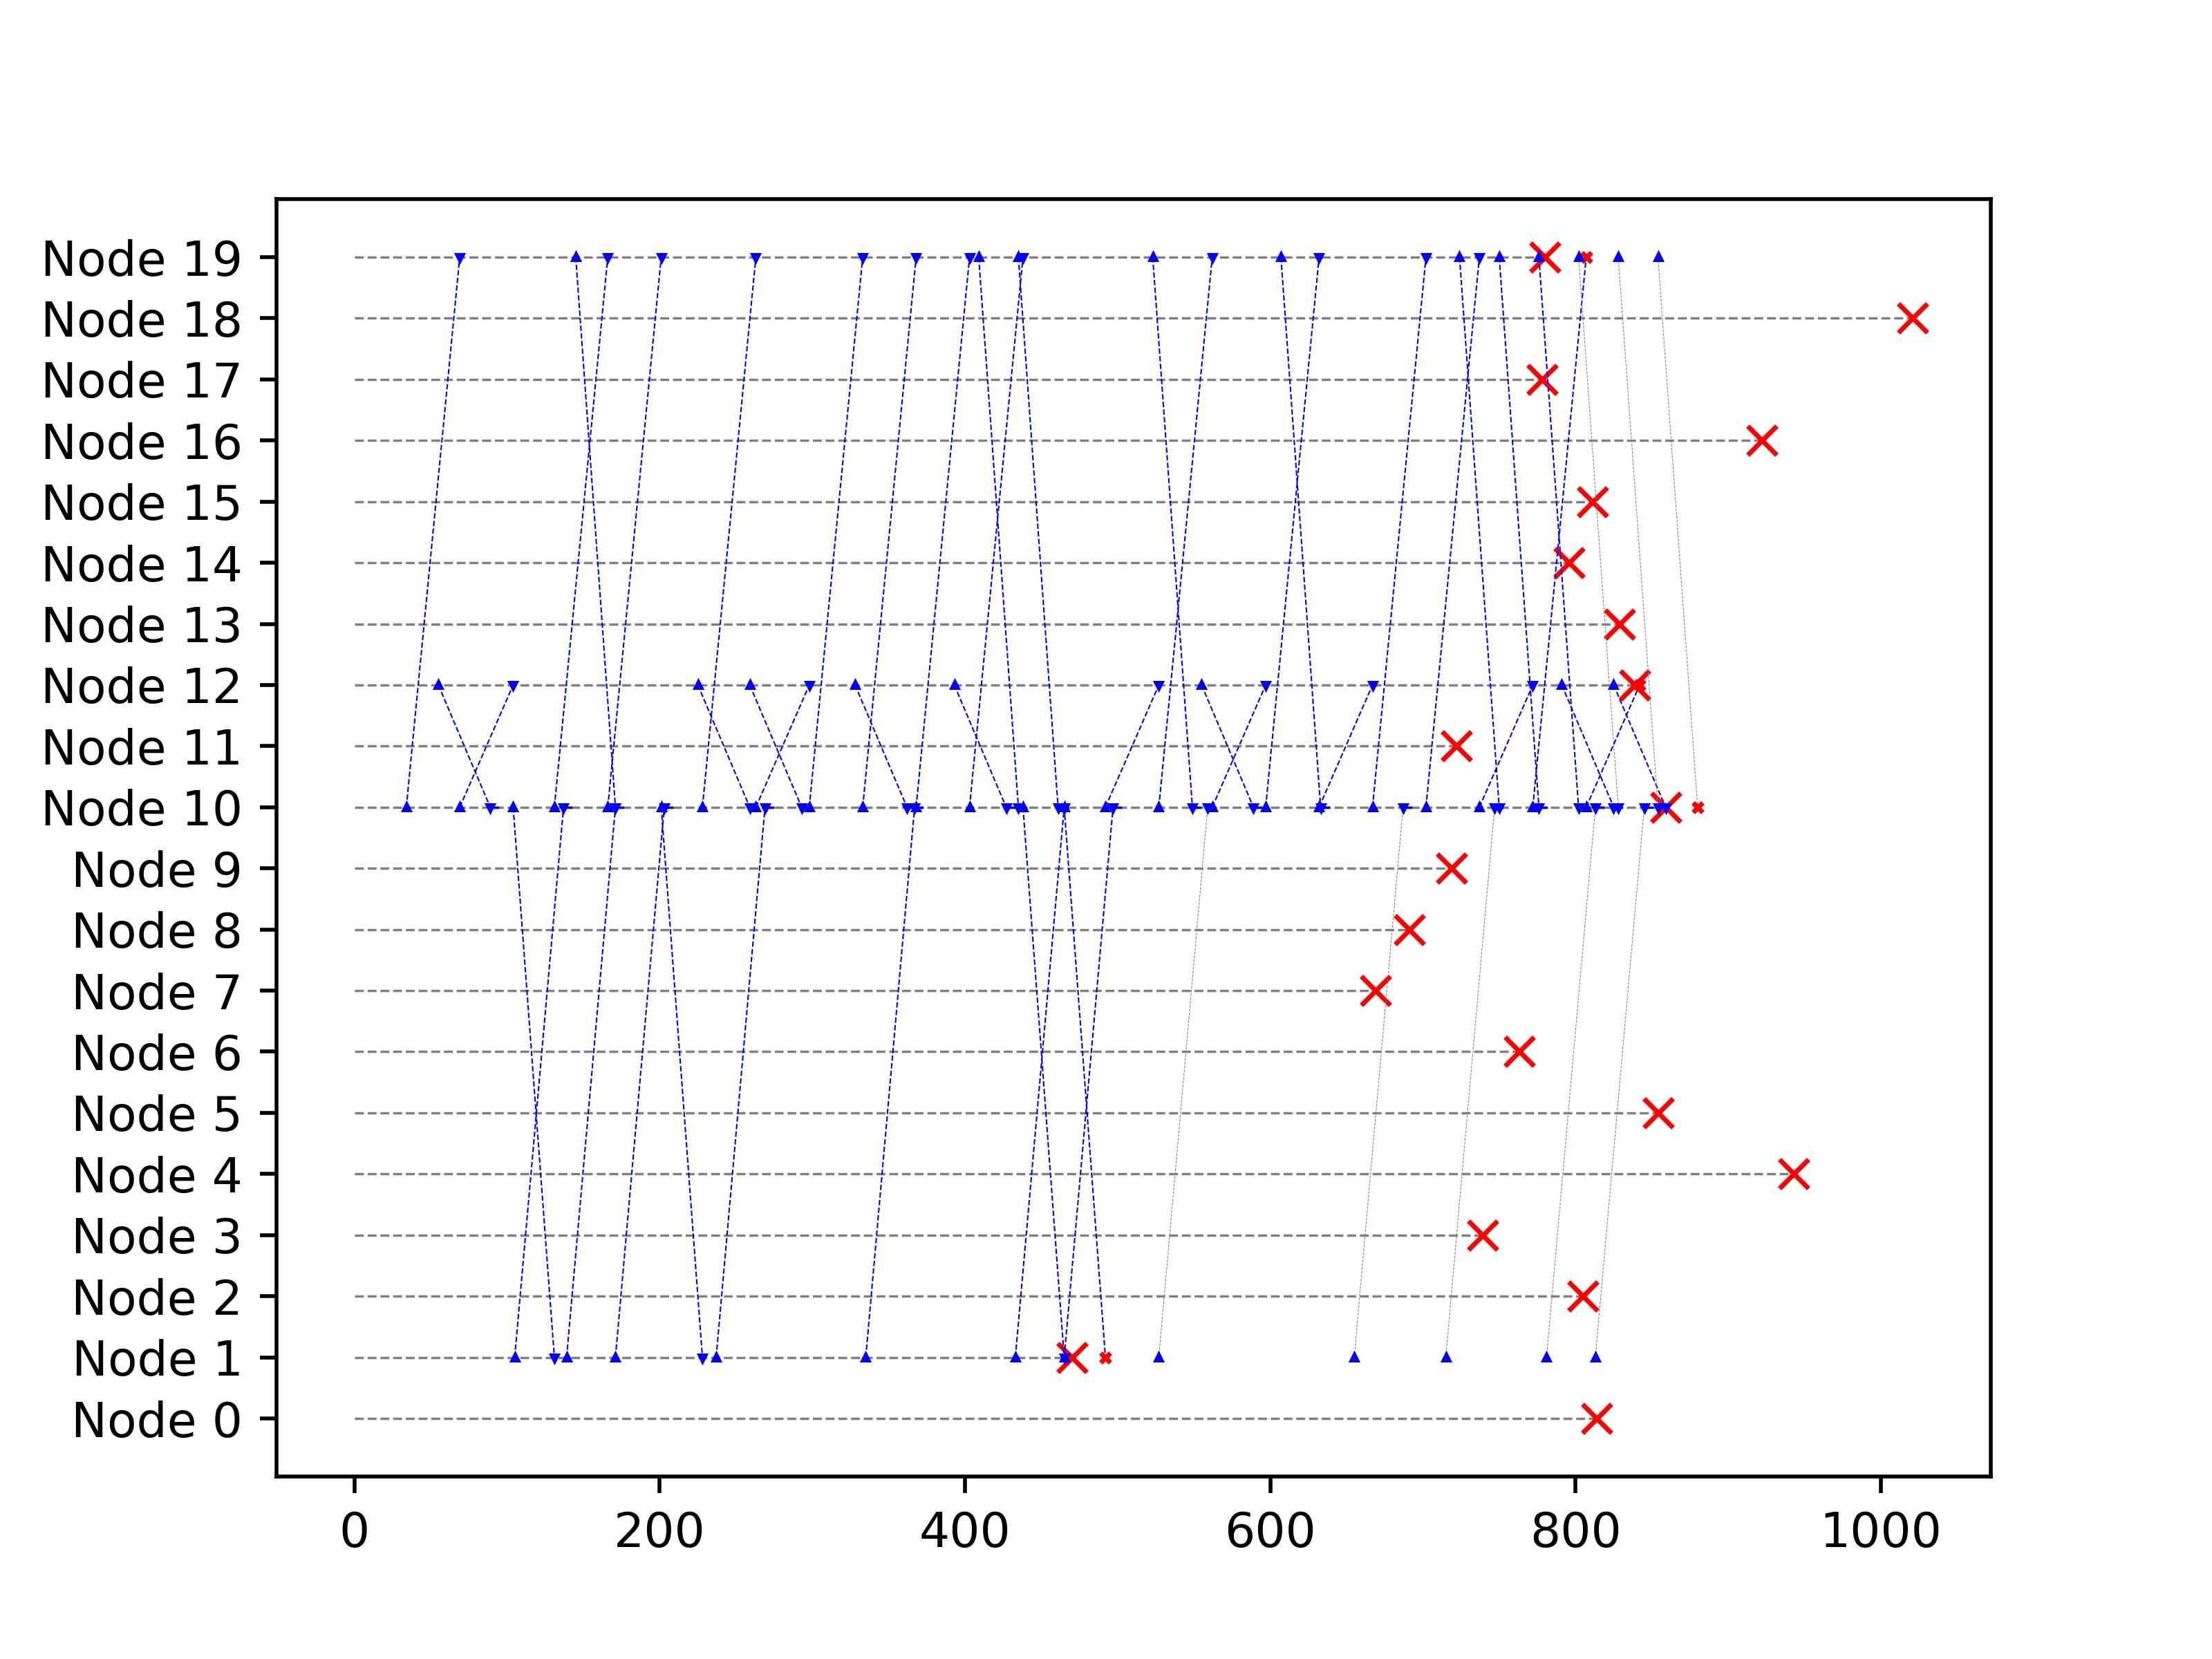 Node 19
Node 18
Node 17
Node 16
Node 15
Node 14
Node 13
Node 12
Node 11
Node 10
Node 9
Node 8
Node 7
Node 6
Node 5
Node 4
Node 3
Node 2
Node 1
Node 0
0 200 400 600 800 1000